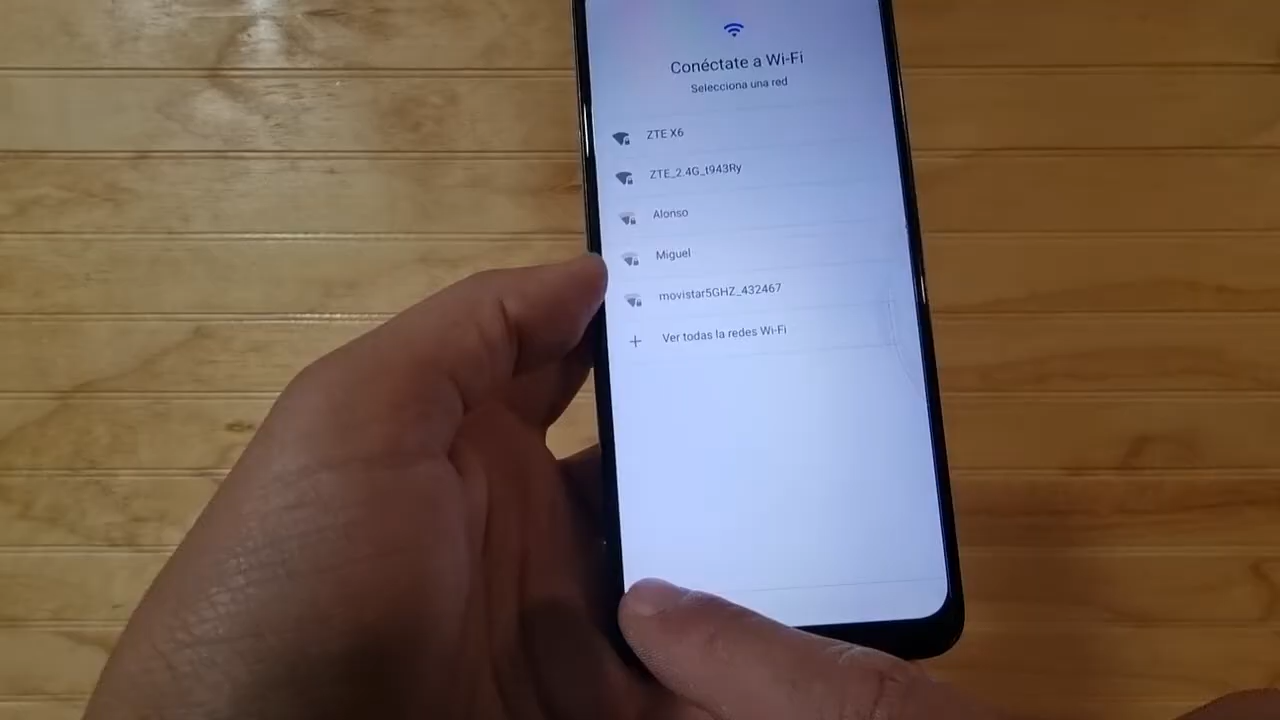 Conéctate a Wi-Fi
Selecciona una red
ZTE X6
ZTE_2.4G_t943Ry
Alonso
Miguel
movistar5GHZ_432467
Ver todas la redes Wi-Fi